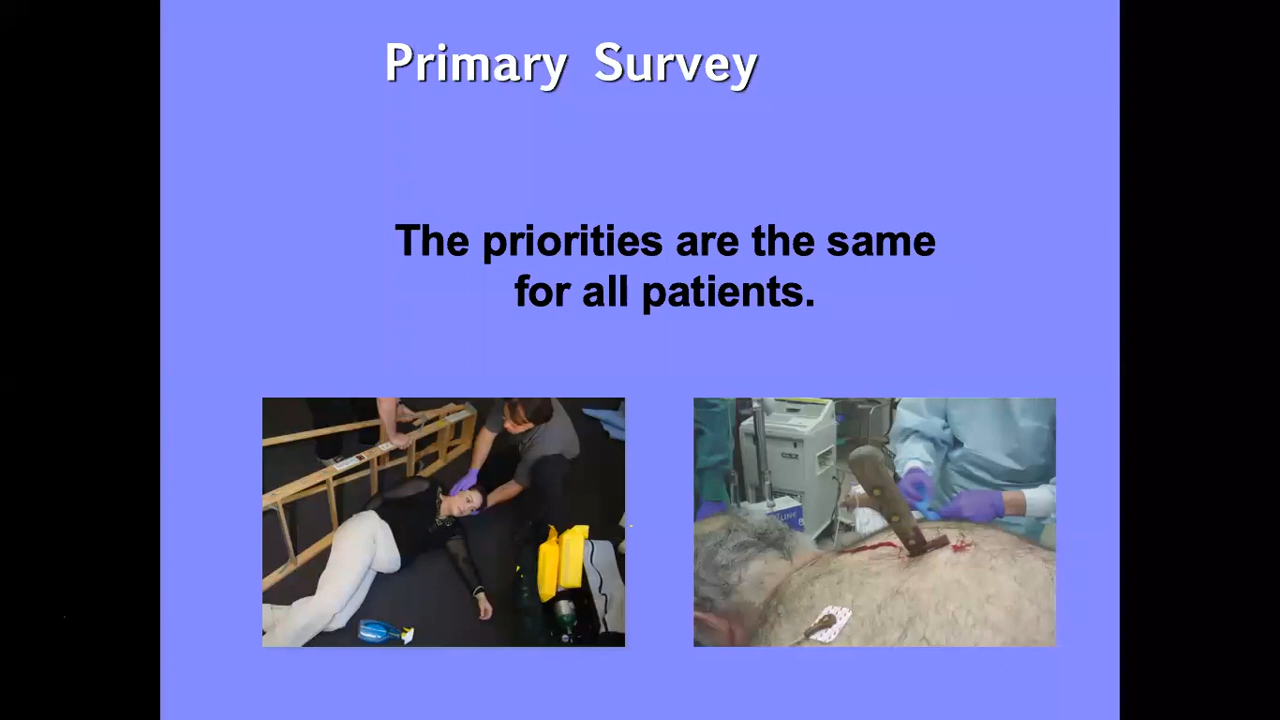 Primary Survey
The priorities are the same
for all patients.